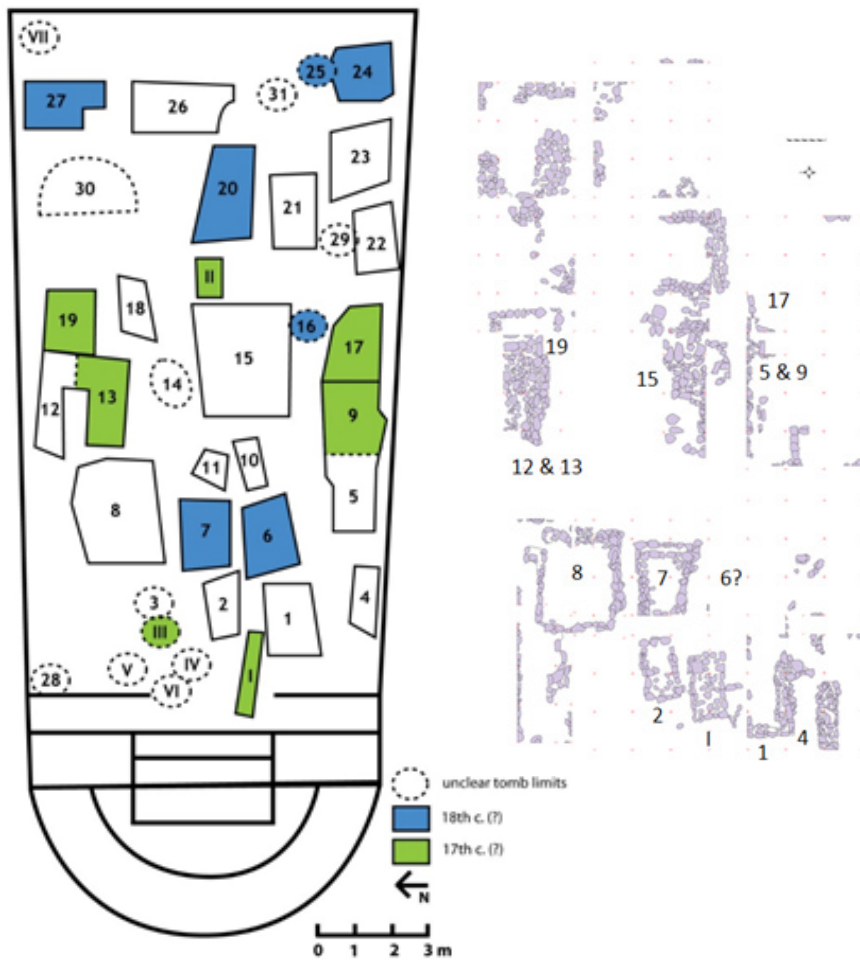 VII
25
24
27
26
31
23
30
20
21
29
22
II
19
18
16
15
17
14
12
13
9
11
10
8
5
7
6
3
2
1
4
III
V
IV
VI
I
28
unclear tomb limits
18th c. (?)
17th c. (?)
N
0 1 2 3 m
17
19
15
5 & 9
12 & 13
8
7
6?
2
I
1
4